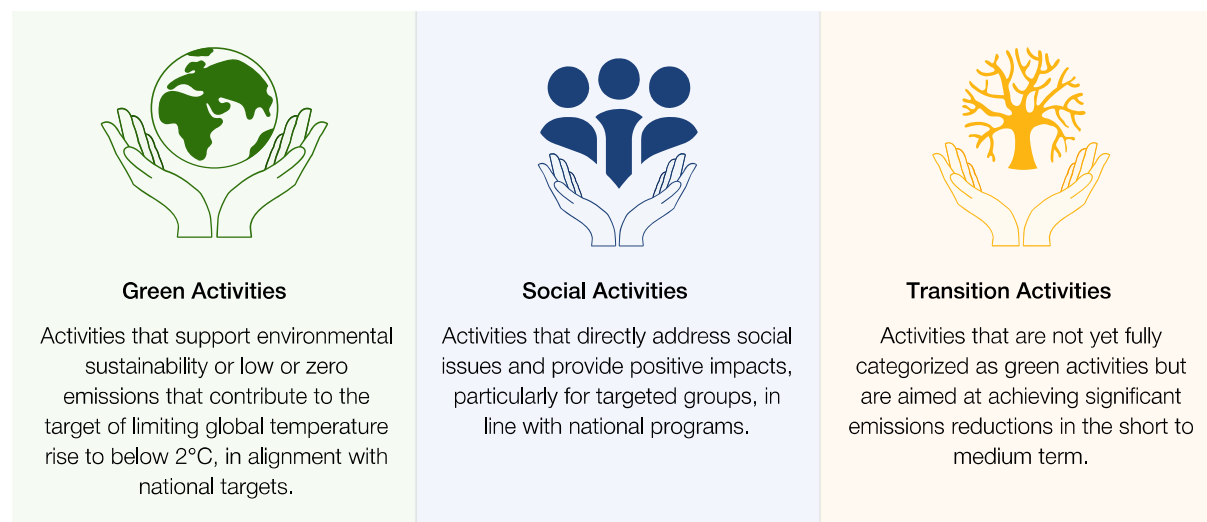 Green Activities
Activities that support environmental
sustainability or low or zero
emissions that contribute to the
target of limiting global temperature
rise to below 2°C, in alignment with
national targets.
Social Activities
Activities that directly address social
issues and provide positive impacts,
particularly for targeted groups, in
line with national programs.
Transition Activities
Activities that are not yet fully
categorized as green activities but
are aimed at achieving significant
emissions reductions in the short to
medium term.